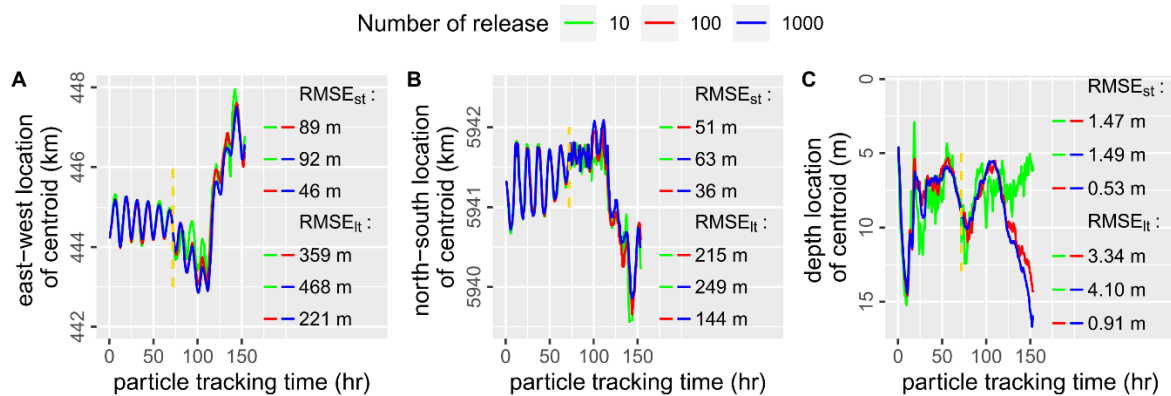 Number of release 10 100 1000
A
448
446
444
442
east−west location
of centroid (km)
0 50 100 150
particle tracking time (hr)
RMSEst :
89 m
92 m
46 m
RMSElt :
359 m
468 m
221 m
B
5942
5941
5940
north−south location
of centroid (km)
0 50 100 150
particle tracking time (hr)
RMSEst :
51 m
63 m
36 m
RMSElt :
215 m
249 m
144 m
C
0
5
10
15
depth location
of centroid (m)
0 50 100 150
particle tracking time (hr)
RMSEst :
1.47 m
1.49 m
0.53 m
RMSElt :
3.34 m
4.10 m
0.91 m